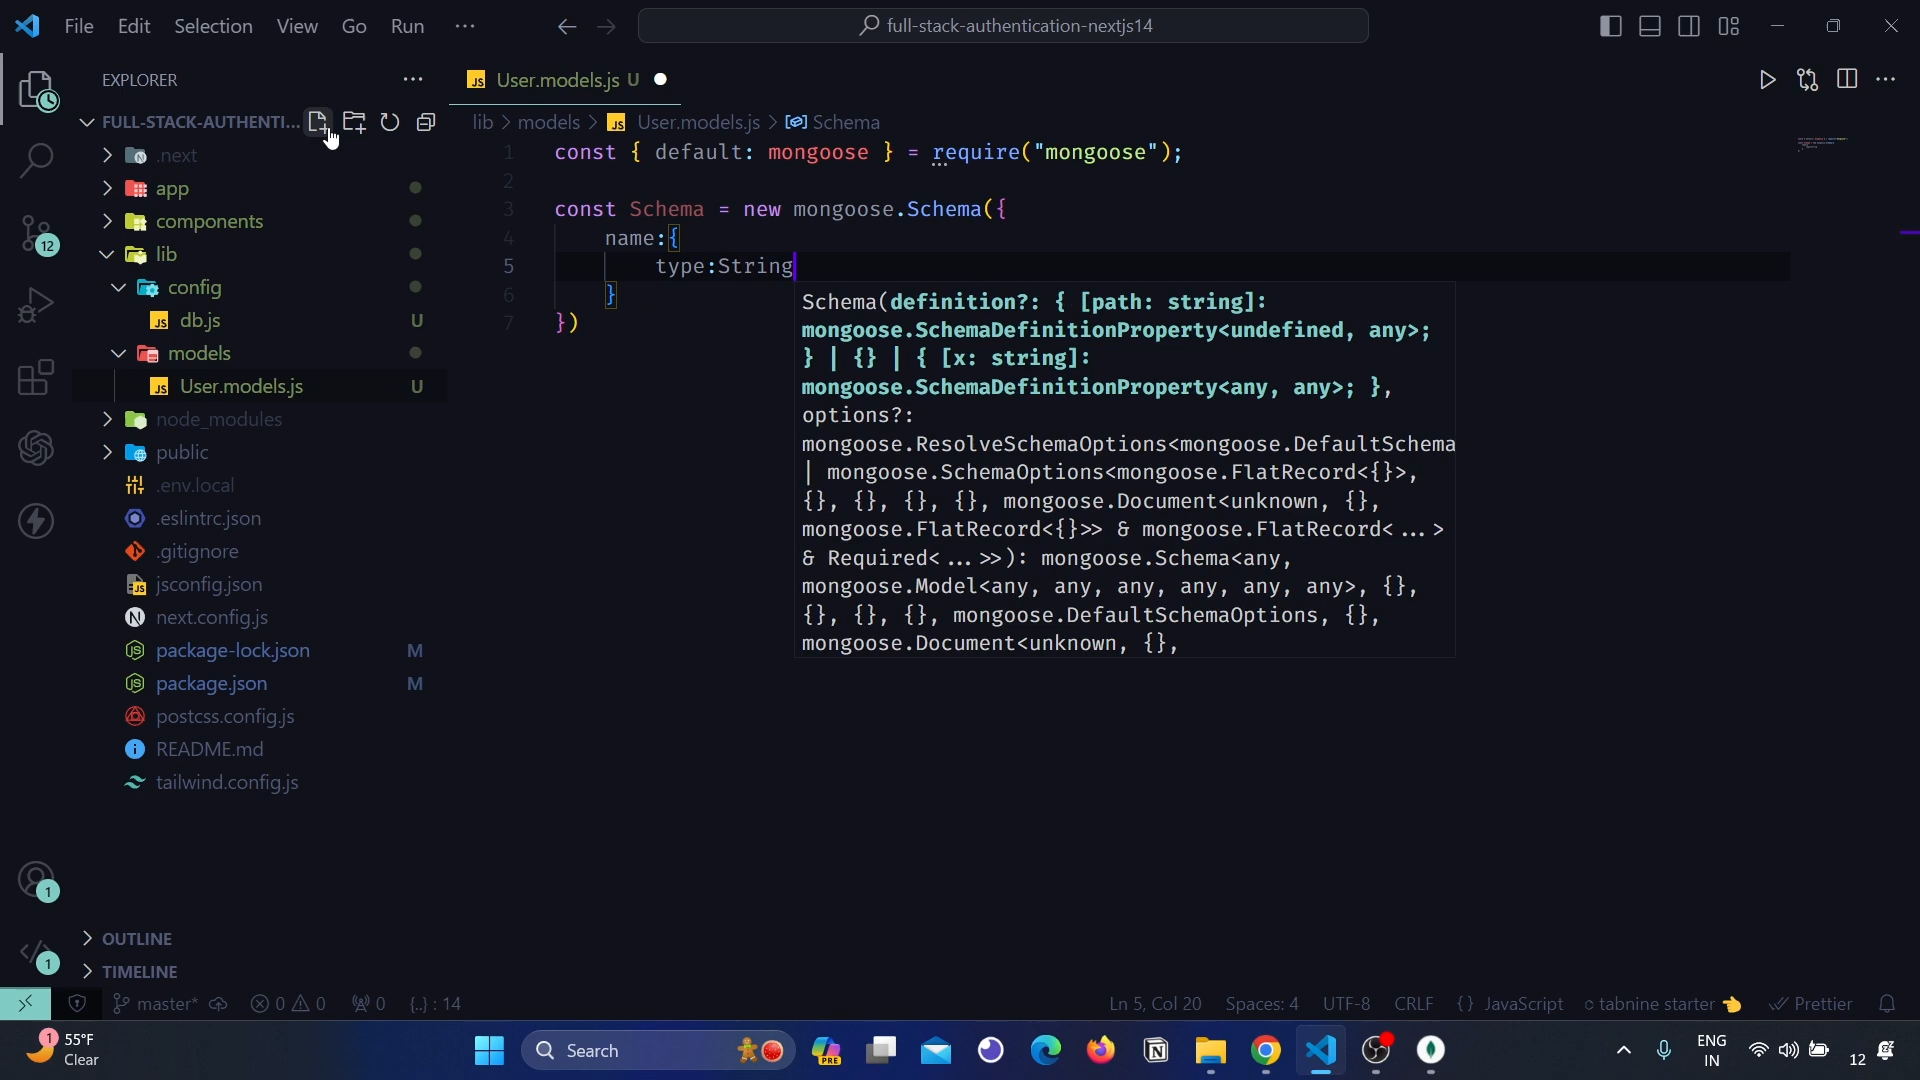 File Edit Selection View Go Run ···
full-stack-authentication-nextjs14
EXPLORER
User.models.js U
FULL-STACK-AUTHENTI...
lib > models > User.models.js > Schema
.next
app
components
lib
config
db.js U
models
User.models.js U
node_modules
public
.env.local
.eslintrc.json
.gitignore
jsconfig.json
next.config.js
package-lock.json M
package.json M
postcss.config.js
README.md
tailwind.config.js
OUTLINE
TIMELINE
12
1
1
1 const { default: mongoose } = require("mongoose");
2
3 const Schema = new mongoose.Schema({
4 name:{
5 type:String
6 }
7 })
Schema(definition?: { [path: string]:
mongoose.SchemaDefinitionProperty<undefined, any>;
} | {} | { [x: string]:
mongoose.SchemaDefinitionProperty<any, any>; },
options?:
mongoose.ResolveSchemaOptions<mongoose.DefaultSchema
| mongoose.SchemaOptions<mongoose.FlatRecord<{}>,
{}, {}, {}, {}, mongoose.Document<unknown, {},
mongoose.FlatRecord<{}>> & mongoose.FlatRecord<...>
& Required<...>>): mongoose.Schema<any,
mongoose.Model<any, any, any, any, any, any>, {},
{}, {}, {}, mongoose.DefaultSchemaOptions, {},
mongoose.Document<unknown, {},
master* 0 0 0 {..} : 14
Ln 5, Col 20 Spaces: 4 UTF-8 CRLF {} JavaScript tabnine starter Prettier
1 55°F
Clear
Search
PRE
ENG
IN
12